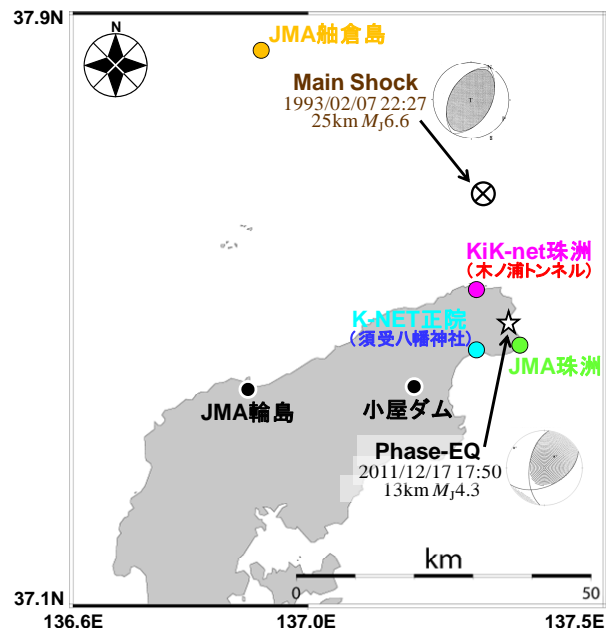 37.9
N
JMA舳倉島
Main Shock
1993/02/07 22:27
25km MJ6.6
KiK-net珠洲
(木ノ浦トンネル)
K-NET正院
(須受八幡神社)
JMA珠洲
JMA輪島
小屋ダム
Phase-EQ
2011/12/17 17:50
13km MJ4.3
km
0
50
37.1
136.6E
137.0E
137.5E